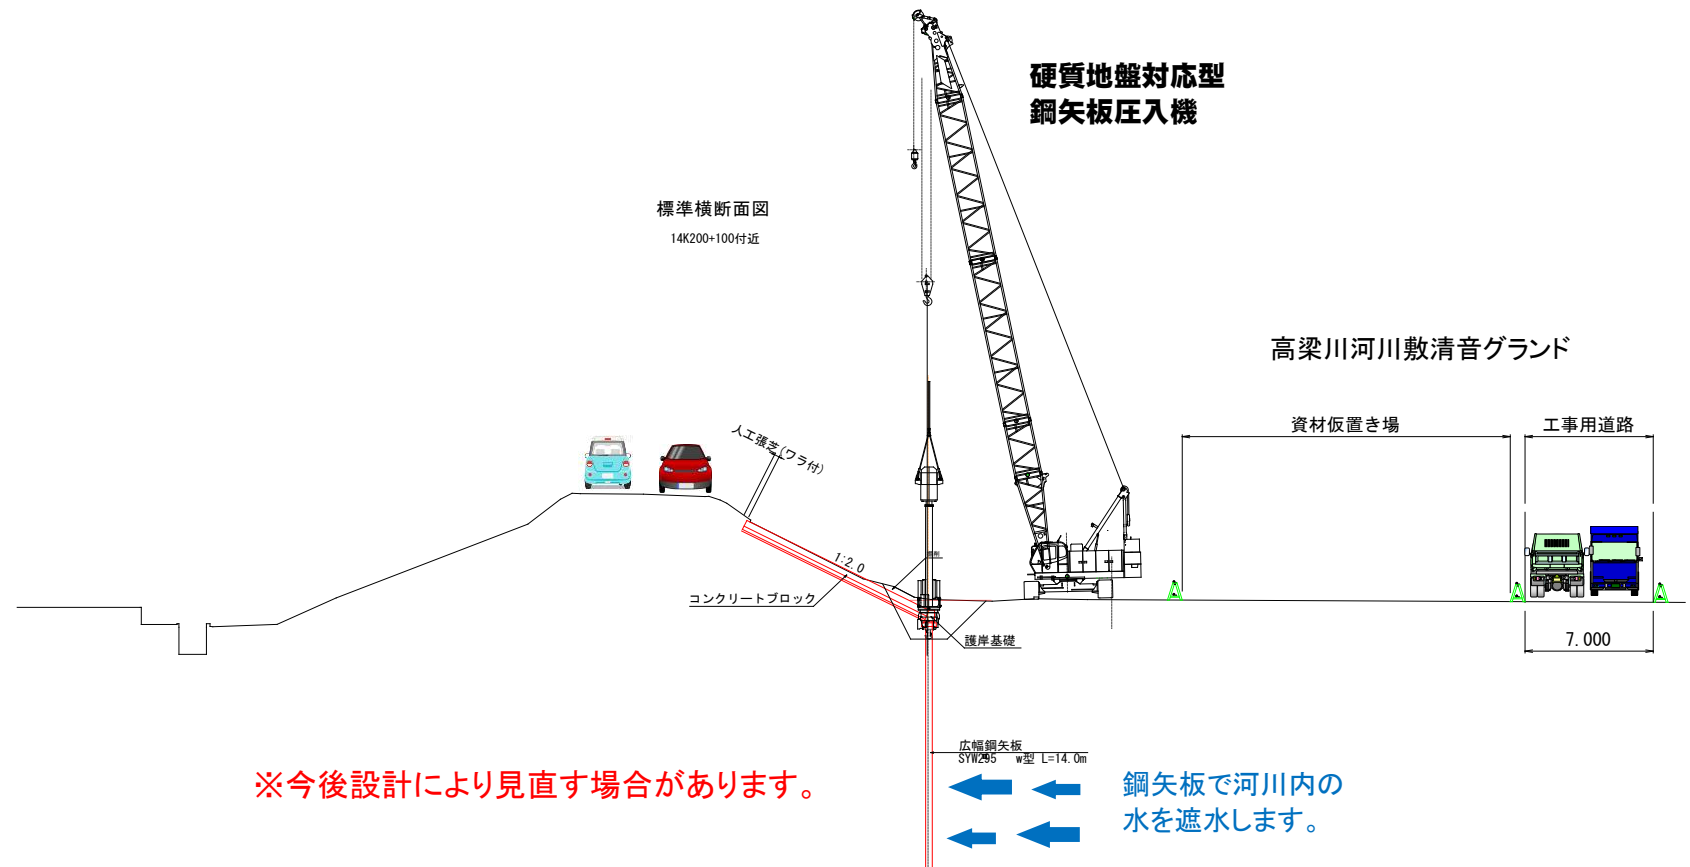 硬質地盤対応型
鋼矢板圧入機
標準横断面図
14K200+100付近
高梁川河川敷清音グランド
資材仮置き場
工事用道路
人工張芝(ワラ付)
1:2.0
コンクリートブロック
護岸基礎
7.000
広幅鋼矢板
SYW295 w型 L=14.0m
※今後設計により見直す場合があります。
鋼矢板で河川内の
水を遮水します。